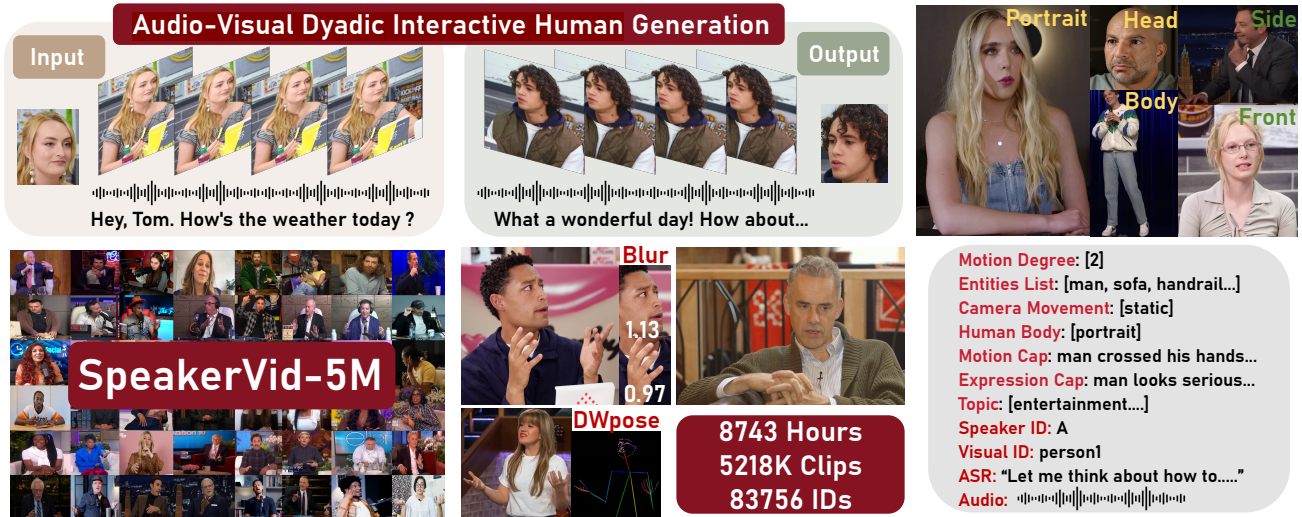 Audio-Visual Dyadic Interactive Human Generation
Input
Output
Hey, Tom. How's the weather today ?
What a wonderful day! How about...
Portrait
Head
Side
Body
Front
SpeakerVid-5M
Blur
1.13
0.97
DWpose
8743 Hours
5218K Clips
83756 IDs
Motion Degree: [2]
Entities List: [man, sofa, handrail...]
Camera Movement: [static]
Human Body: [portrait]
Motion Cap: man crossed his hands...
Expression Cap: man looks serious...
Topic: [entertainment....]
Speaker ID: A
Visual ID: person1
ASR: “Let me think about how to.....”
Audio: